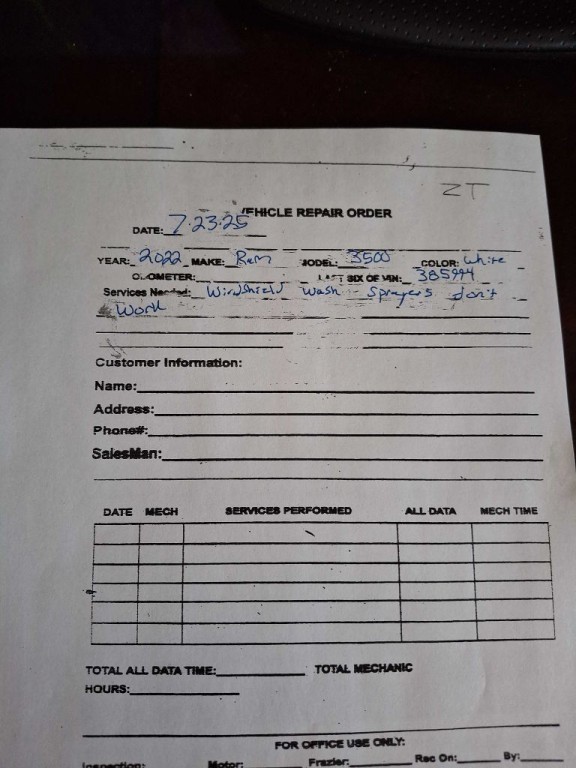 ZT
VEHICLE REPAIR ORDER
DATE: 7-23-25
YEAR: 2022 MAKE: Ram MODEL: 3500 COLOR: White
ODOMETER: LAST SIX OF VIN:
Services Needed: Windshield wash sprayers don't
Work
Customer Information:
Name:
Address:
Phone#:
SalesMan:
DATE MECH SERVICES PERFORMED ALL DATA MECH TIME
TOTAL ALL DATA TIME: TOTAL MECHANIC
HOURS:
FOR OFFICE USE ONLY:
Inspection: Motor: Frazier: Rec On: By: